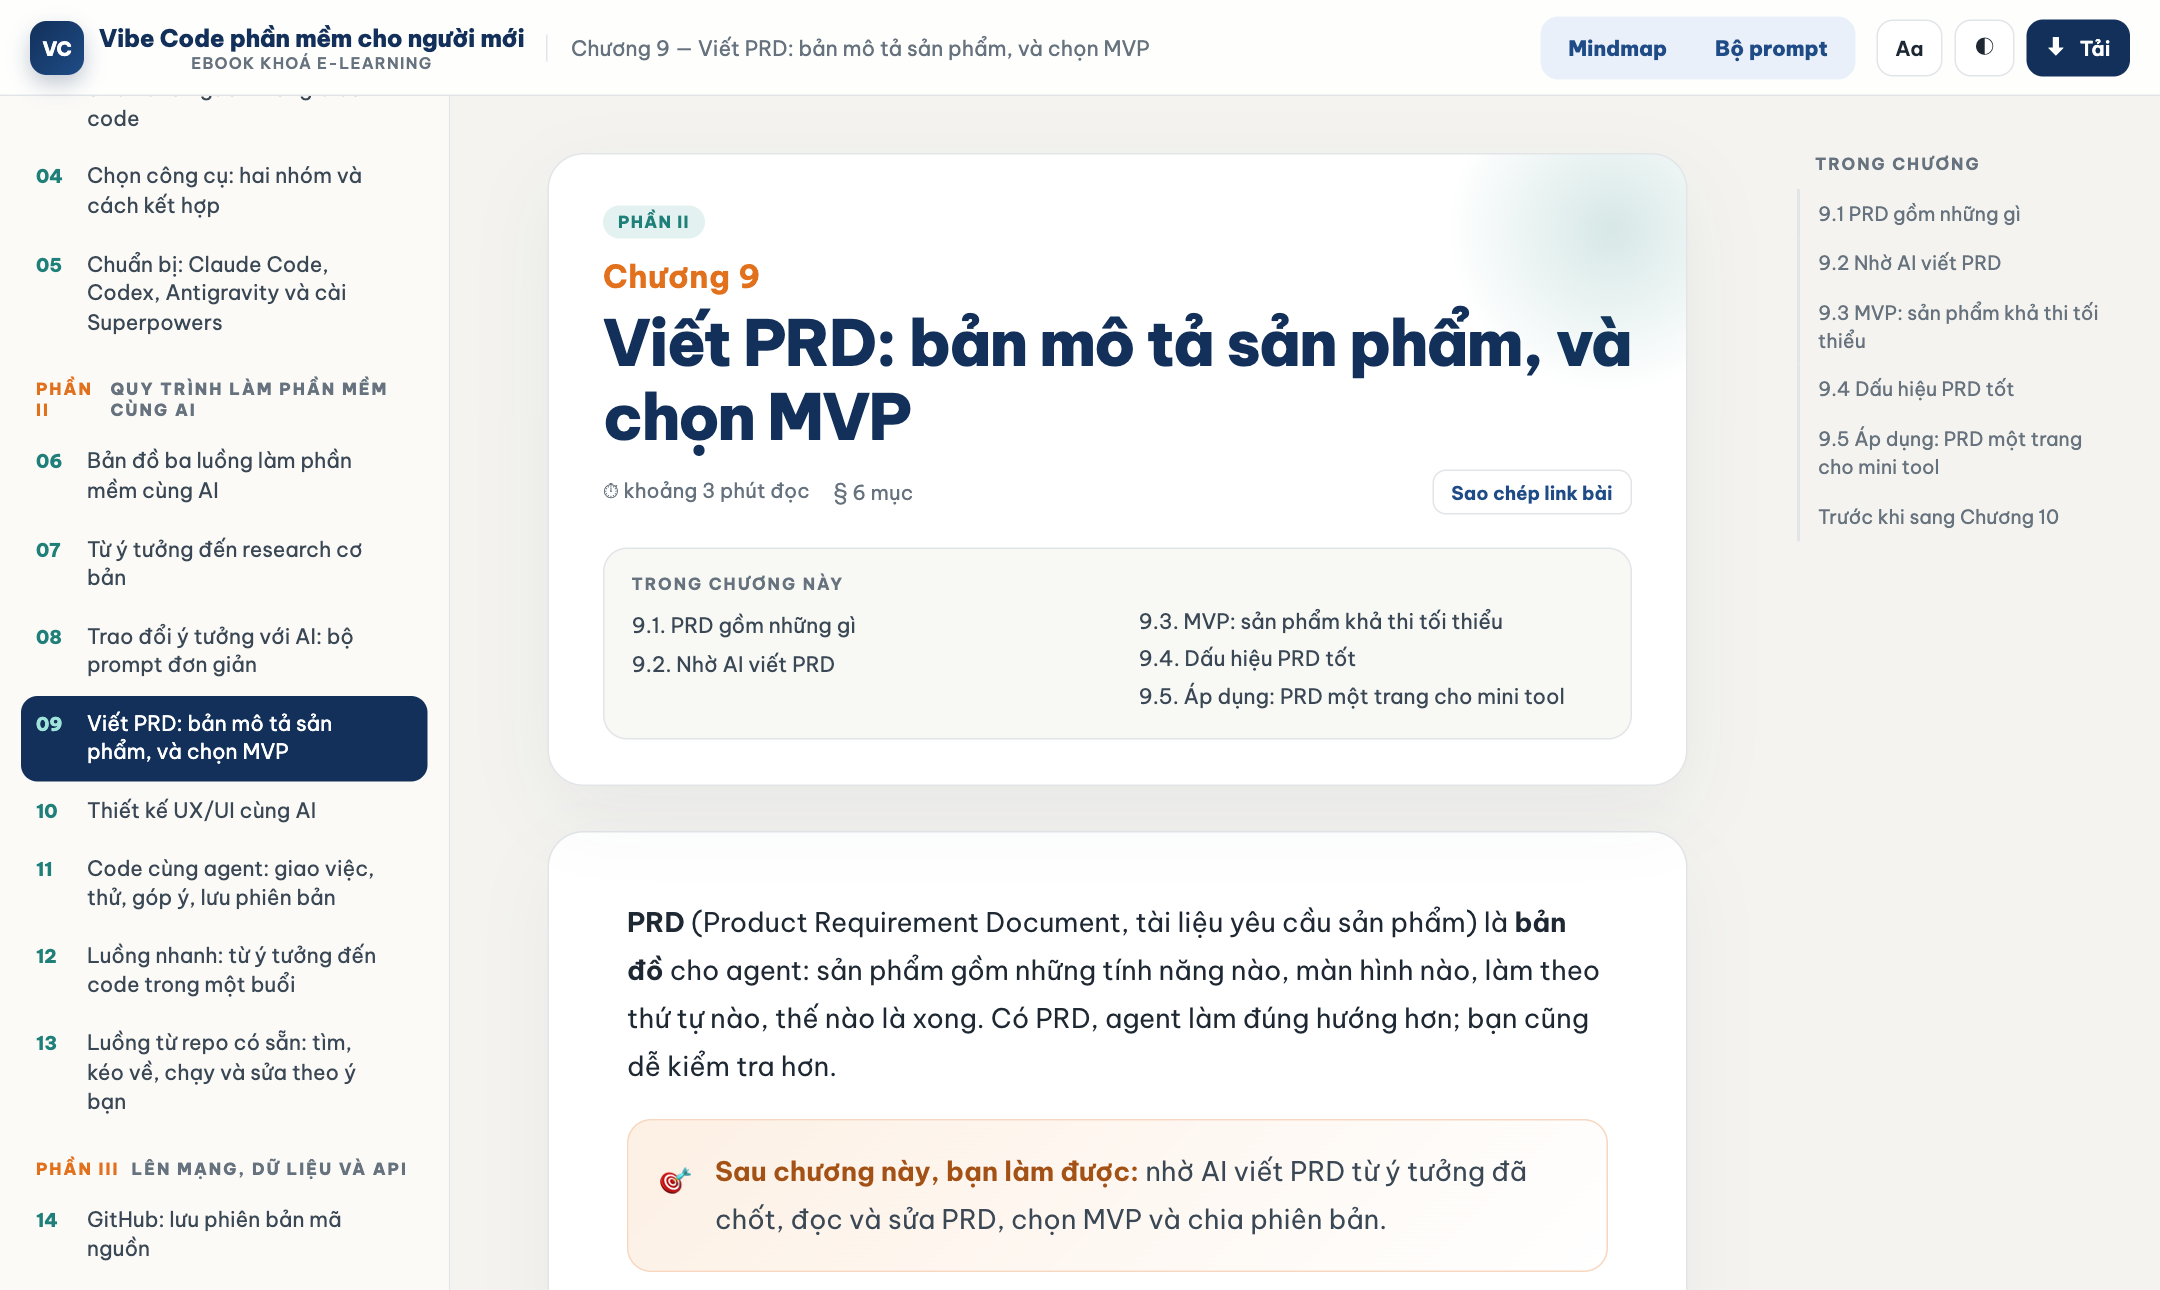 VC
Vibe Code phần mềm cho người mới
EBOOK KHOÁ E-LEARNING
Chương 9 — Viết PRD: bản mô tả sản phẩm, và chọn MVP
Mindmap
Bộ prompt
Aa
Tải
code
04 Chọn công cụ: hai nhóm và
cách kết hợp
05 Chuẩn bị: Claude Code,
Codex, Antigravity và cài
Superpowers
PHẦN II QUY TRÌNH LÀM PHẦN MỀM
CÙNG AI
06 Bản đồ ba luồng làm phần
mềm cùng AI
07 Từ ý tưởng đến research cơ
bản
08 Trao đổi ý tưởng với AI: bộ
prompt đơn giản
09 Viết PRD: bản mô tả sản
phẩm, và chọn MVP
10 Thiết kế UX/UI cùng AI
11 Code cùng agent: giao việc,
thử, góp ý, lưu phiên bản
12 Luồng nhanh: từ ý tưởng đến
code trong một buổi
13 Luồng từ repo có sẵn: tìm,
kéo về, chạy và sửa theo ý
bạn
PHẦN III LÊN MẠNG, DỮ LIỆU VÀ API
14 GitHub: lưu phiên bản mã
nguồn
PHẦN II
Chương 9
Viết PRD: bản mô tả sản phẩm, và
chọn MVP
⏱ khoảng 3 phút đọc § 6 mục
Sao chép link bài
TRONG CHƯƠNG NÀY
9.1. PRD gồm những gì
9.2. Nhờ AI viết PRD
9.3. MVP: sản phẩm khả thi tối thiểu
9.4. Dấu hiệu PRD tốt
9.5. Áp dụng: PRD một trang cho mini tool
PRD (Product Requirement Document, tài liệu yêu cầu sản phẩm) là bản
đồ cho agent: sản phẩm gồm những tính năng nào, màn hình nào, làm theo
thứ tự nào, thế nào là xong. Có PRD, agent làm đúng hướng hơn; bạn cũng
dễ kiểm tra hơn.
Sau chương này, bạn làm được: nhờ AI viết PRD từ ý tưởng đã
chốt, đọc và sửa PRD, chọn MVP và chia phiên bản.
TRONG CHƯƠNG
9.1 PRD gồm những gì
9.2 Nhờ AI viết PRD
9.3 MVP: sản phẩm khả thi tối
thiểu
9.4 Dấu hiệu PRD tốt
9.5 Áp dụng: PRD một trang
cho mini tool
Trước khi sang Chương 10